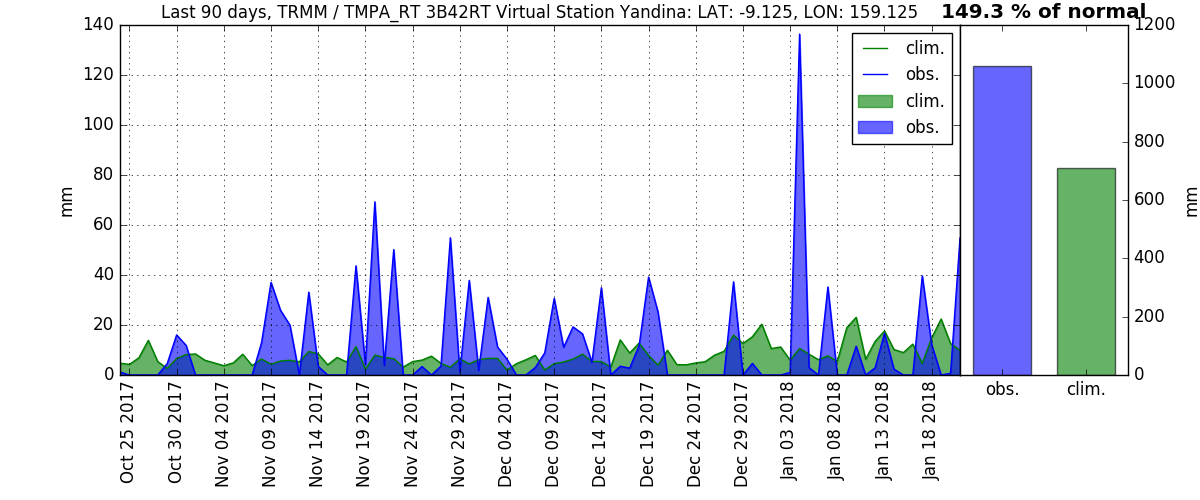 Last 90 days, TRMM / TMPA_RT 3B42RT Virtual Station Yandina: LAT: -9.125, LON: 159.125
149.3 % of normal
140
120
100
80
60
40
20
0
mm
clim.
obs.
clim.
obs.
1200
1000
800
600
400
200
0
mm
Oct 25 2017
Oct 30 2017
Nov 04 2017
Nov 09 2017
Nov 14 2017
Nov 19 2017
Nov 24 2017
Nov 29 2017
Dec 04 2017
Dec 09 2017
Dec 14 2017
Dec 19 2017
Dec 24 2017
Dec 29 2017
Jan 03 2018
Jan 08 2018
Jan 13 2018
Jan 18 2018
obs.
clim.